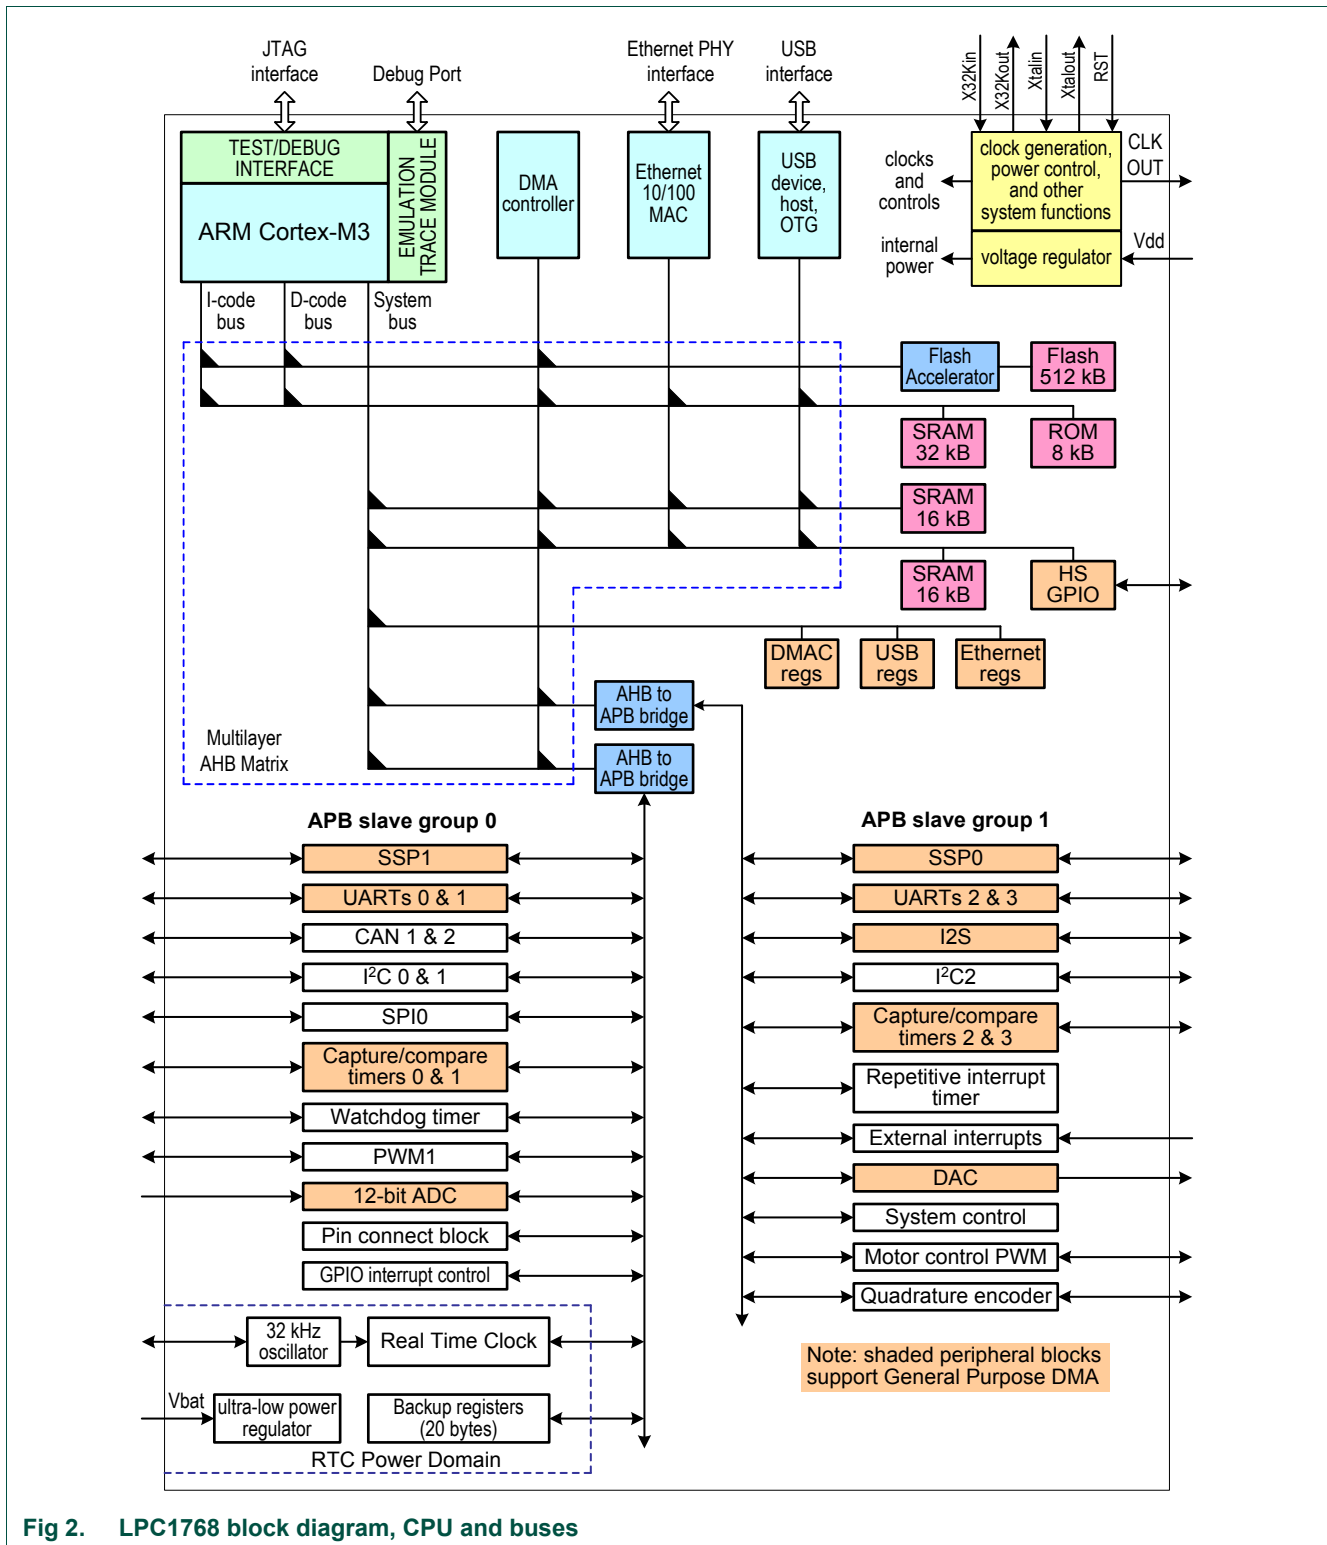 JTAG
interface
Debug Port
Ethernet PHY
interface
USB
interface
X32Kin
X32Kout
Xtalin
Xtalout
RST
TEST/DEBUG
INTERFACE
EMULATION
TRACE MODULE
ARM Cortex-M3
DMA
controller
Ethernet
10/100
MAC
USB
device,
host,
OTG
clocks
and
controls
clock generation,
power control,
and other
system functions
CLK
OUT
internal
power
voltage regulator
Vdd
I-code
bus
D-code
bus
System
bus
Flash
Accelerator
Flash
512 kB
SRAM
32 kB
ROM
8 kB
SRAM
16 kB
SRAM
16 kB
HS
GPIO
DMAC
regs
USB
regs
Ethernet
regs
AHB to
APB bridge
Multilayer
AHB Matrix
AHB to
APB bridge
APB slave group 0
SSP1
UARTs 0 & 1
CAN 1 & 2
I²C 0 & 1
SPI0
Capture/compare
timers 0 & 1
Watchdog timer
PWM1
12-bit ADC
Pin connect block
GPIO interrupt control
32 kHz
oscillator
Real Time Clock
Vbat
ultra-low power
regulator
Backup registers
(20 bytes)
RTC Power Domain
APB slave group 1
SSP0
UARTs 2 & 3
I2S
I²C2
Capture/compare
timers 2 & 3
Repetitive interrupt
timer
External interrupts
DAC
System control
Motor control PWM
Quadrature encoder
Note: shaded peripheral blocks
support General Purpose DMA
Fig 2. LPC1768 block diagram, CPU and buses